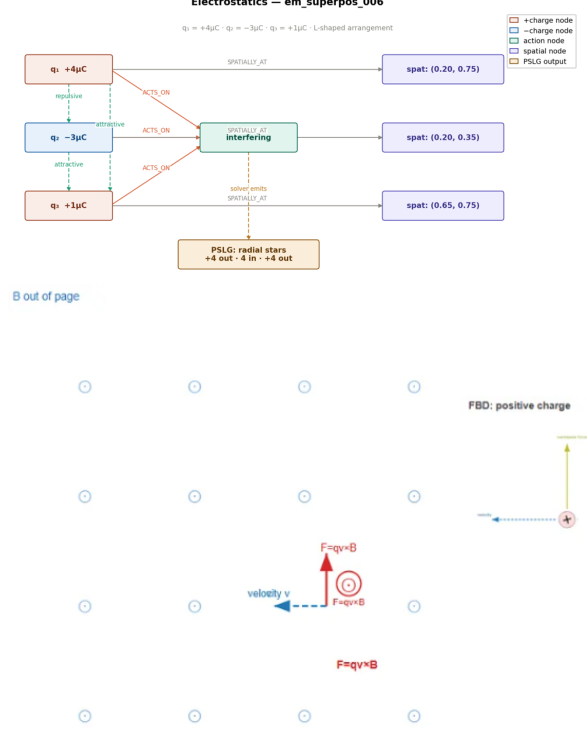 Electrostatics — em_superpos_006
q₁ = +4μC · q₂ = −3μC · q₃ = +1μC · L-shaped arrangement
+charge node
−charge node
action node
spatial node
PSLG output
q₁ +4μC
SPATIALLY_AT
spat: (0.20, 0.75)
repulsive
ACTS_ON
attractive
q₂ −3μC
ACTS_ON
SPATIALLY_AT
interfering
spat: (0.20, 0.35)
attractive
ACTS_ON
solver emits
SPATIALLY_AT
q₃ +1μC
spat: (0.65, 0.75)
PSLG: radial stars
+4 out · 4 in · +4 out
B out of page
FBD: positive charge
velocity
F=qv×B
velocity v
F=qv×B
F=qv×B